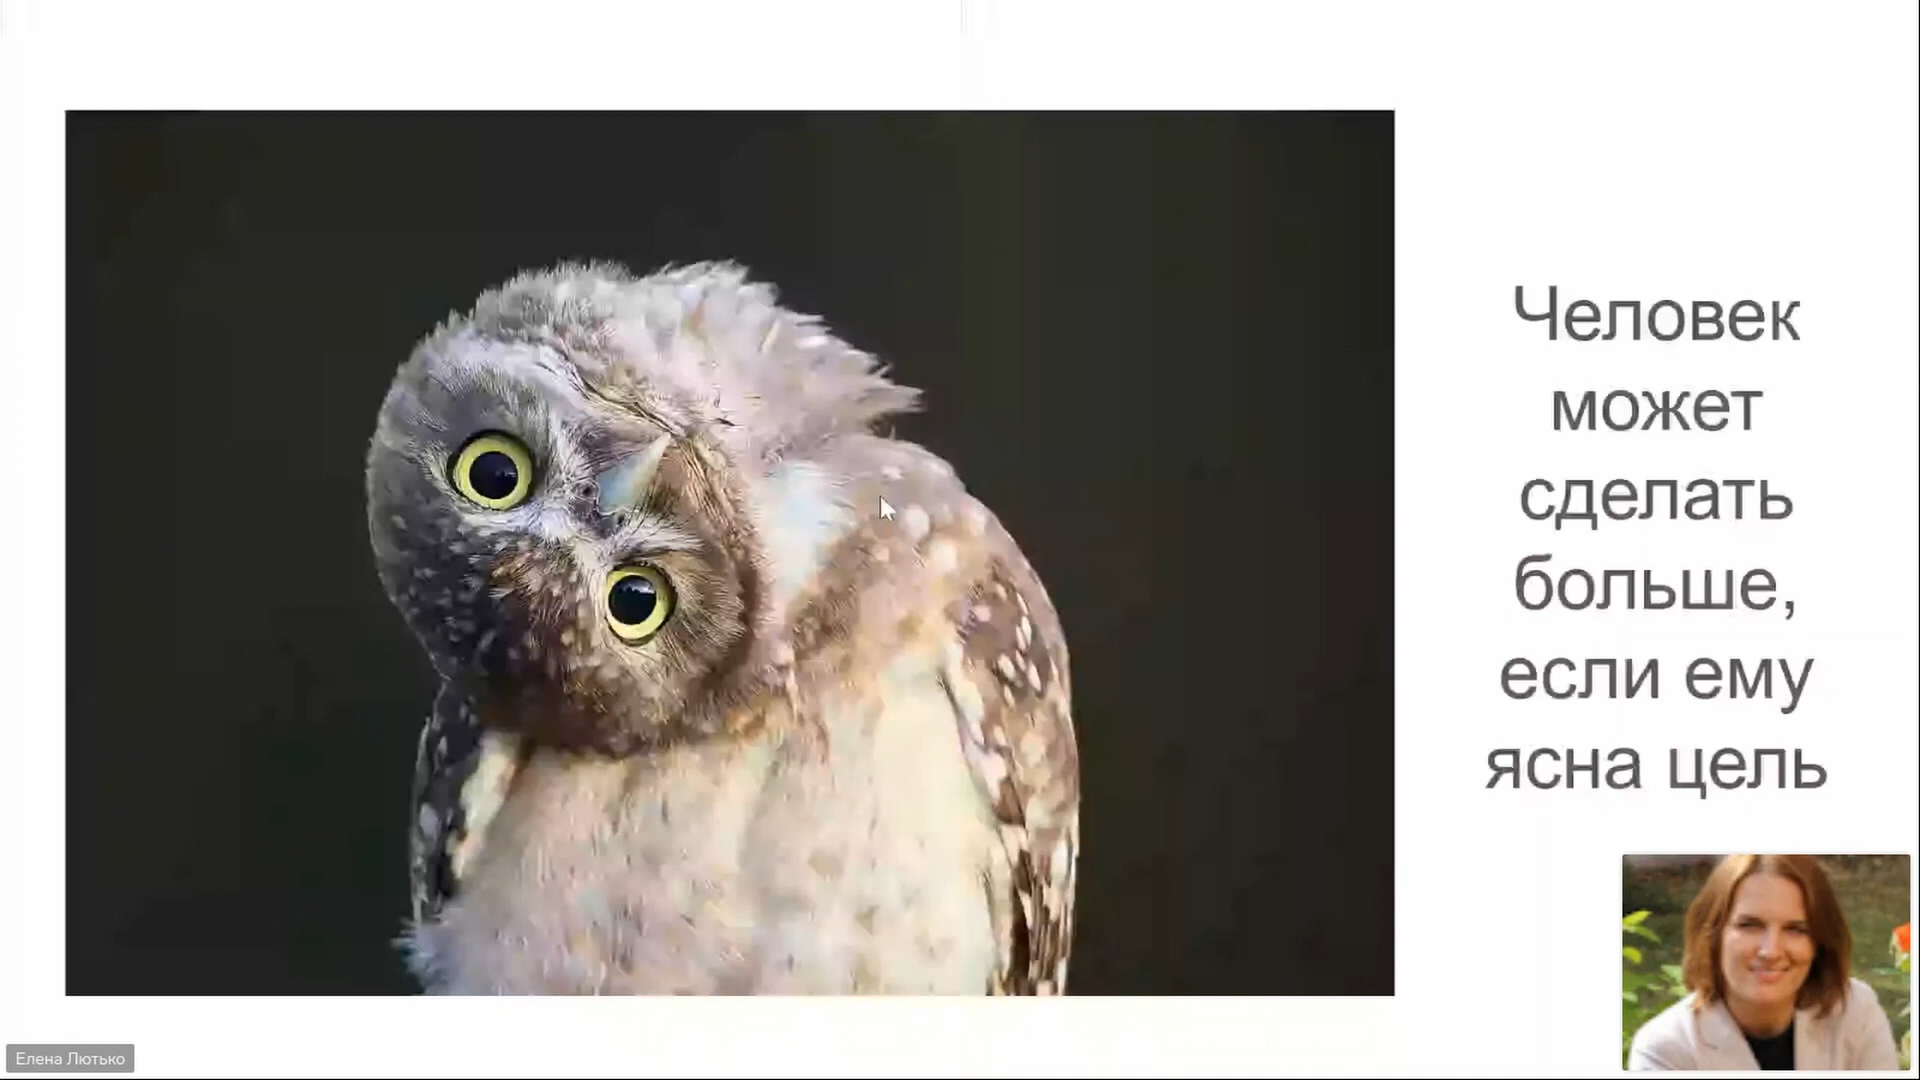 Человек
может
сделать
больше,
если ему
ясна цель
Елена Лютько